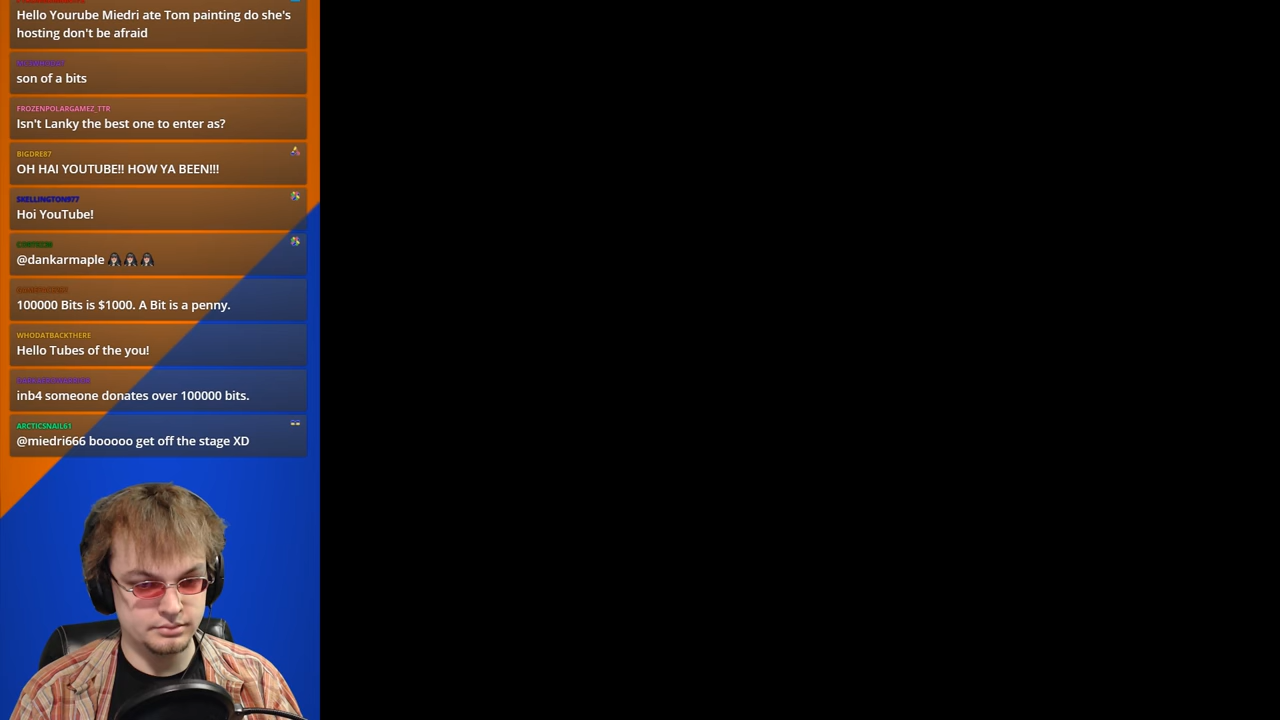 Hello Yourube Miedri ate Tom painting do she's
hosting don't be afraid
son of a bits
FROZENPOLARGAMEZ_TTR
Isn't Lanky the best one to enter as?
BIGDRE87
OH HAI YOUTUBE!! HOW YA BEEN!!!
SKELLINGTON977
Hoi YouTube!
@dankarmaple
100000 Bits is $1000. A Bit is a penny.
WHODATBACKTHERE
Hello Tubes of the you!
inb4 someone donates over 100000 bits.
ARCTICSNAIL61
@miedri666 booooo get off the stage XD